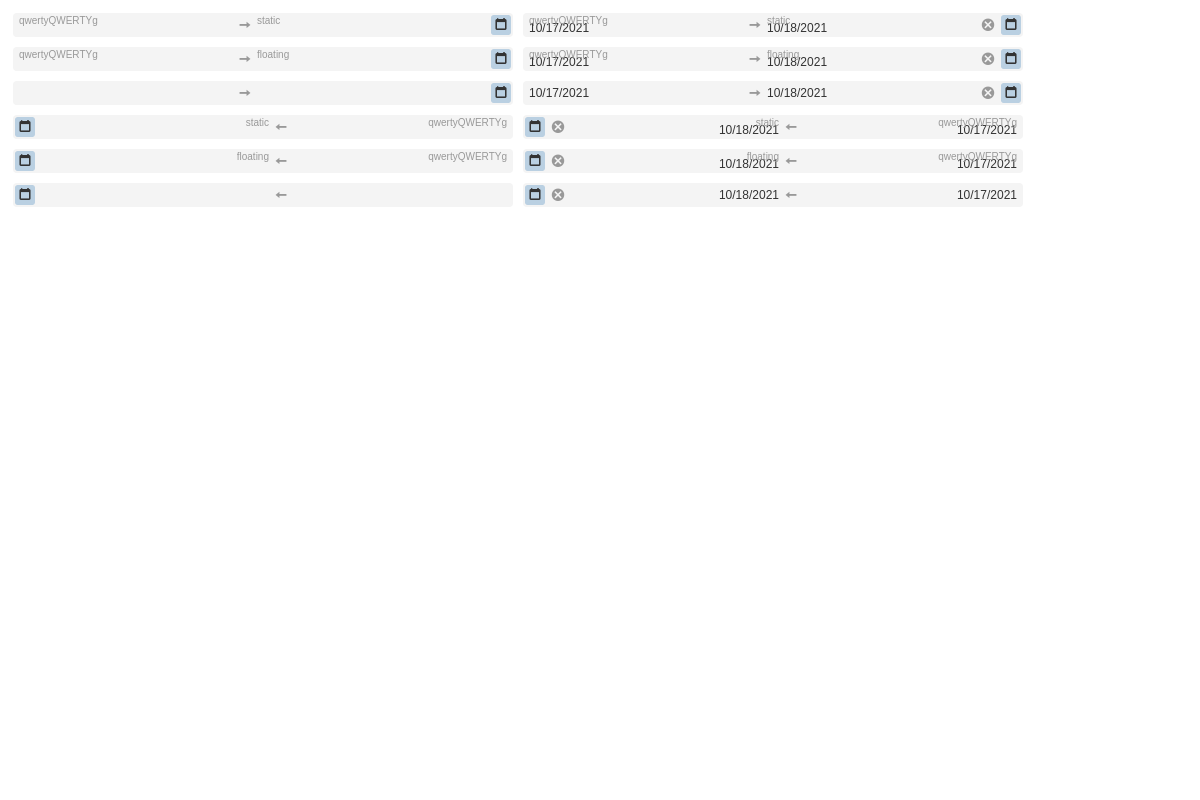 qwertyQWERTYg static qwertyQWERTYg static
10/17/2021 10/18/2021
qwertyQWERTYg floating qwertyQWERTYg floating
10/17/2021 10/18/2021
10/17/2021 10/18/2021
static qwertyQWERTYg static qwertyQWERTYg
10/18/2021 10/17/2021
floating qwertyQWERTYg floating qwertyQWERTYg
10/18/2021 10/17/2021
10/18/2021 10/17/2021